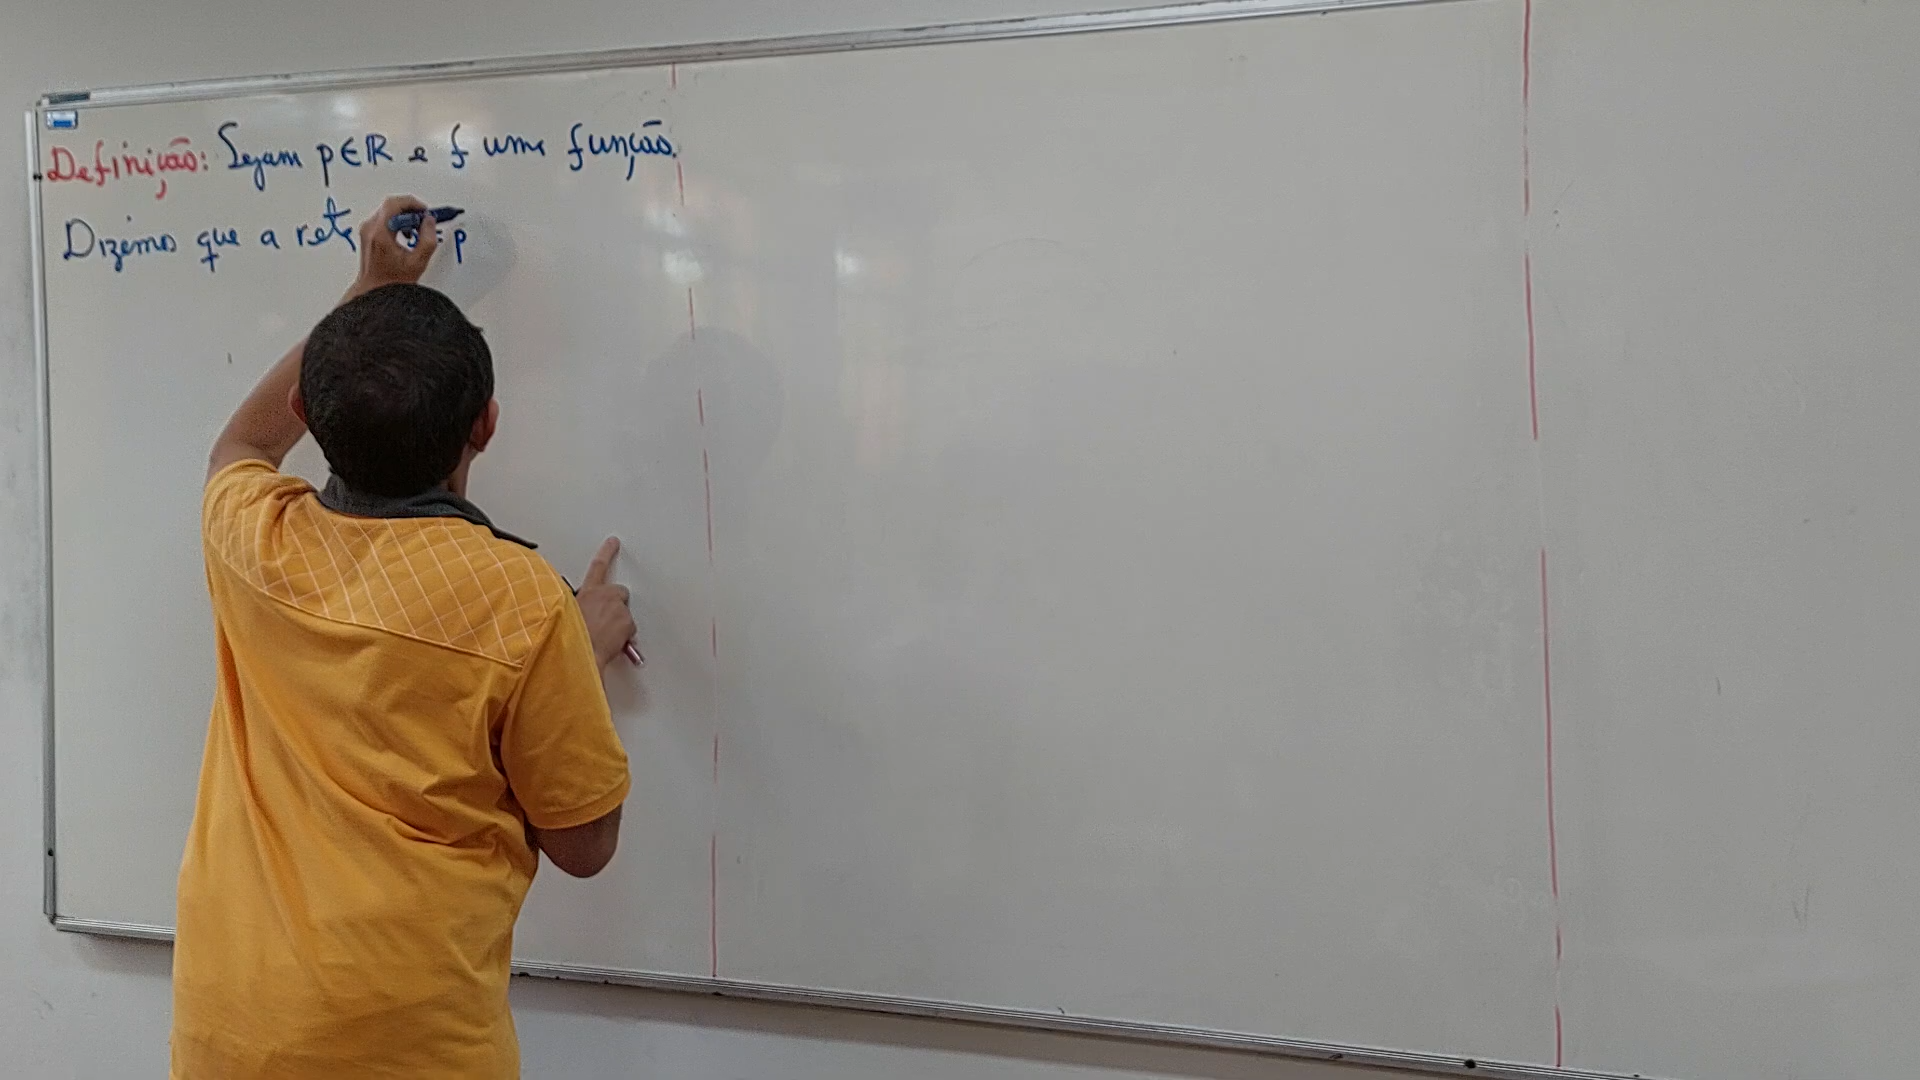 Definição: Sejam p∈ℝ e f uma função.
Dizemos que a reta = p